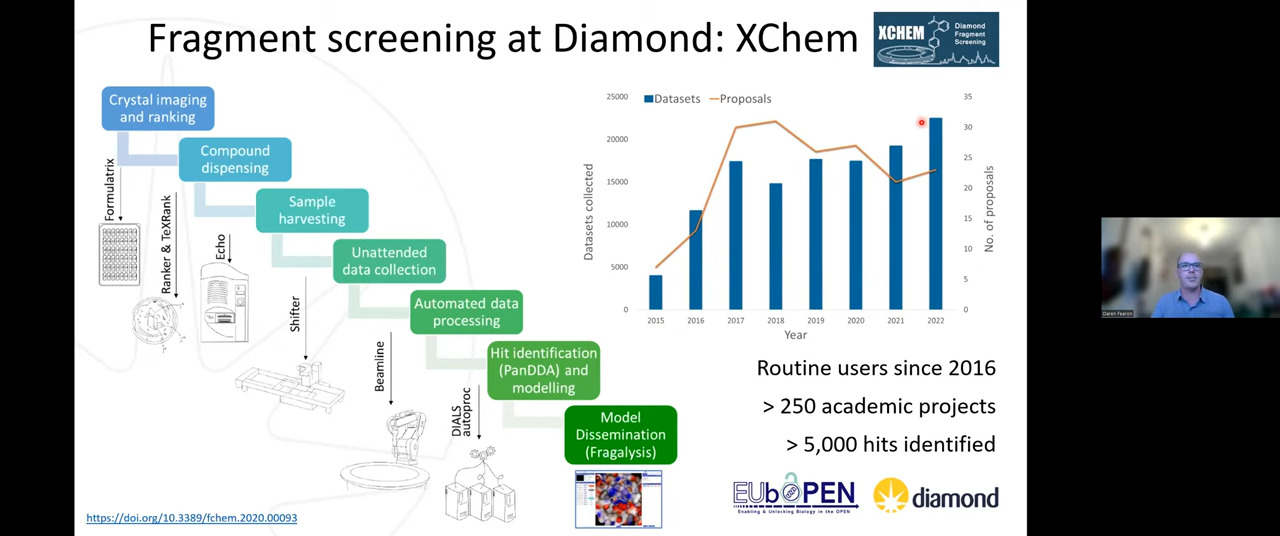 Fragment screening at Diamond: XChem
XCHEM
Diamond
Fragment
Screening
Crystal imaging
and ranking
Compound
dispensing
Sample
harvesting
Unattended
data collection
Automated data
processing
Hit identification
(PanDDA) and
modelling
Model
Dissemination
(Fragalysis)
Formulatrix
Ranker & TeXRank
Echo
Shifter
Beamline
DIALS
autoproc
https://doi.org/10.3389/fchem.2020.00093
Datasets
Proposals
Datasets collected
25000
20000
15000
10000
5000
0
35
30
25
20
15
10
5
0
No. of proposals
2015 2016 2017 2018 2019 2020 2021 2022
Year
Routine users since 2016
> 250 academic projects
> 5,000 hits identified
EUbOPEN
Enabling & Unlocking Biology in the OPEN
diamond
Daren Fearon